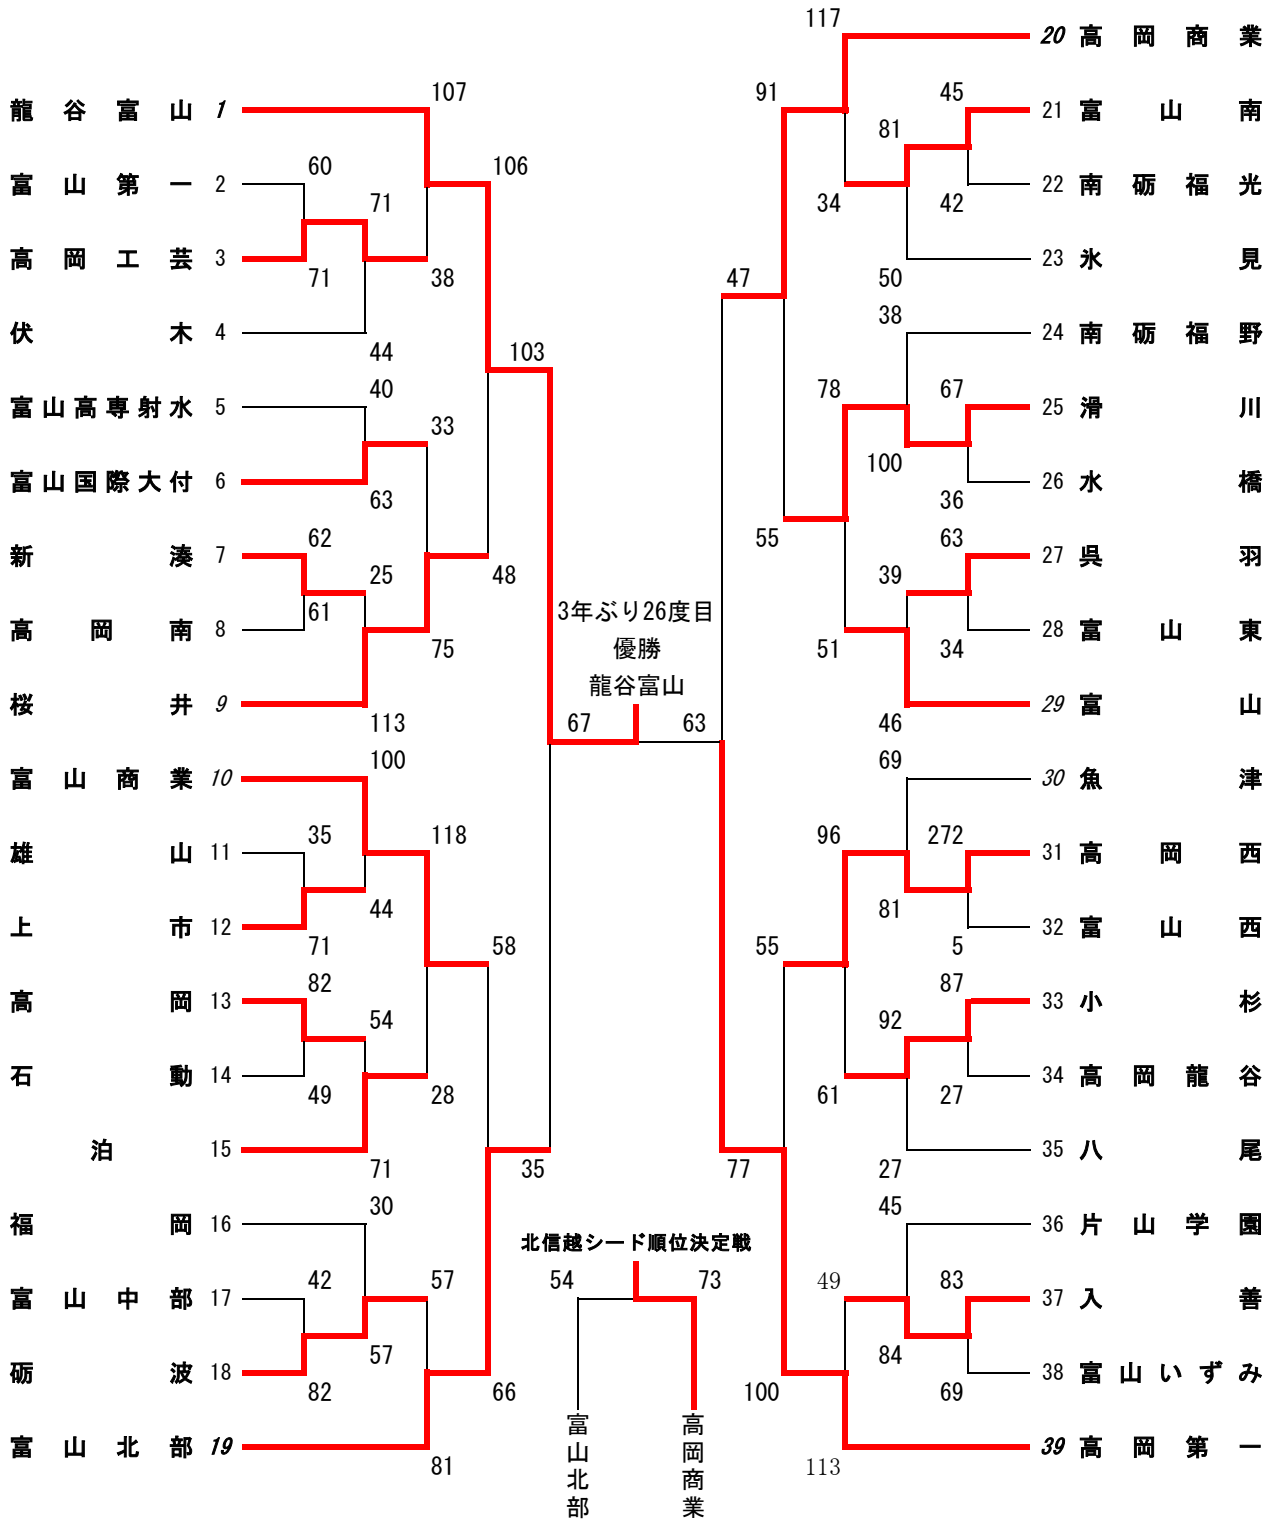 117
20 高岡商業
107
91
45
龍谷富山 1
81
21 富山南
60
106
富山第一 2
71
34
42
22 南砺福光
高岡工芸 3
71
38
47
50
23 氷見
38
伏木 4
44
103
24 南砺福野
40
78
67
富山高専射水 5
33
25 滑川
100
富山国際大付 6
63
36
26 水橋
62
55
63
新湊 7
25
48
39
27 呉羽
61
3年ぶり26度目
高岡南 8
75
優勝
51
34
28 富山東
龍谷富山
桜井 9
113
67
63
46
29 富山
100
69
富山商業 10
30 魚津
35
118
96
272
雄山 11
31 高岡西
44
81
上市 12
71
58
55
5
32 富山西
82
87
高岡 13
54
92
33 小杉
49
28
61
27
石動 14
34 高岡龍谷
泊 15
71
35
77
27
35 八尾
30
45
福岡 16
36 片山学園
北信越シード順位決定戦
42
57
54
73
49
83
富山中部 17
37 入善
57
84
砺波 18
82
66
100
69
38 富山いずみ
富山北部 19
81
富山北部
高岡商業
113
39 高岡第一